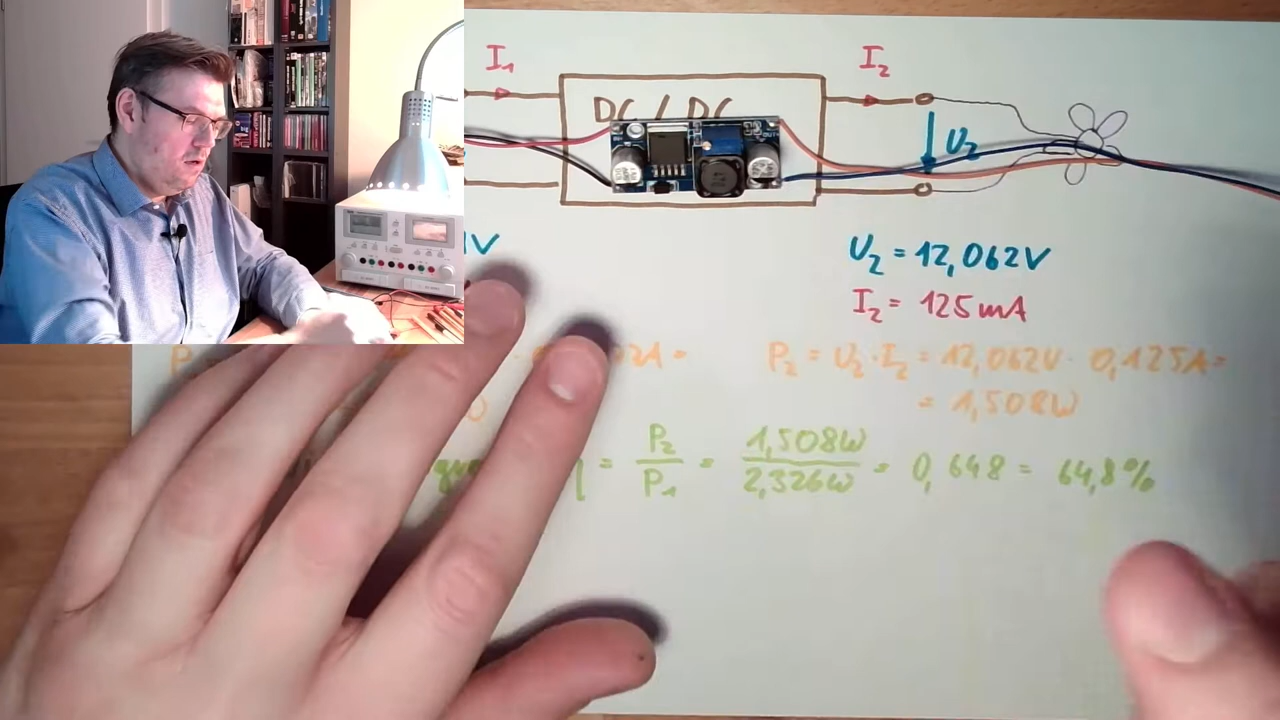 I₁ I₂
DC/DC
U₂
V U₂ = 12,062V
I₂ = 125mA
P 2A = P₂ = U₂·I₂ = 12,062V · 0,125A =
= 1,508W
η = P₂/P₁ = 1,508W/2,326W = 0,648 = 64,8%